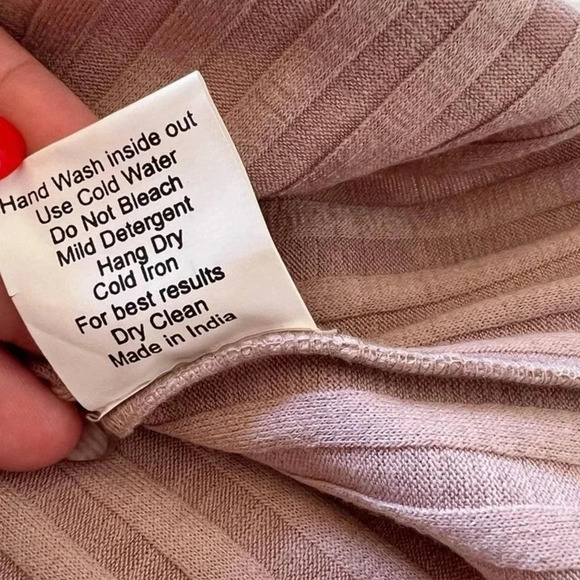 Hand Wash inside out
Use Cold Water
Do Not Bleach
Mild Detergent
Hang Dry
Cold Iron
For best results
Dry Clean
Made in India